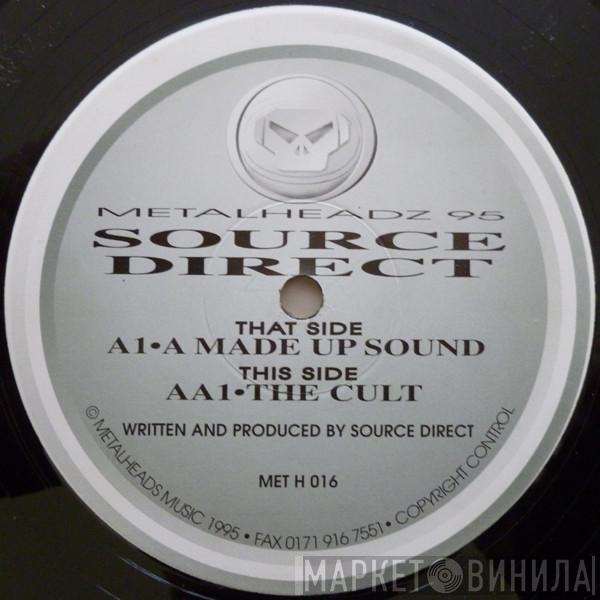 METALHEADZ 95
SOURCE
DIRECT
THAT SIDE
A1•A MADE UP SOUND
THIS SIDE
AA1•THE CULT
WRITTEN AND PRODUCED BY SOURCE DIRECT
MET H 016
© METALHEADS MUSIC 1995 • FAX 0171 916 7551 • COPYRIGHT CONTROL
МАРКЕТ ВИНИЛА